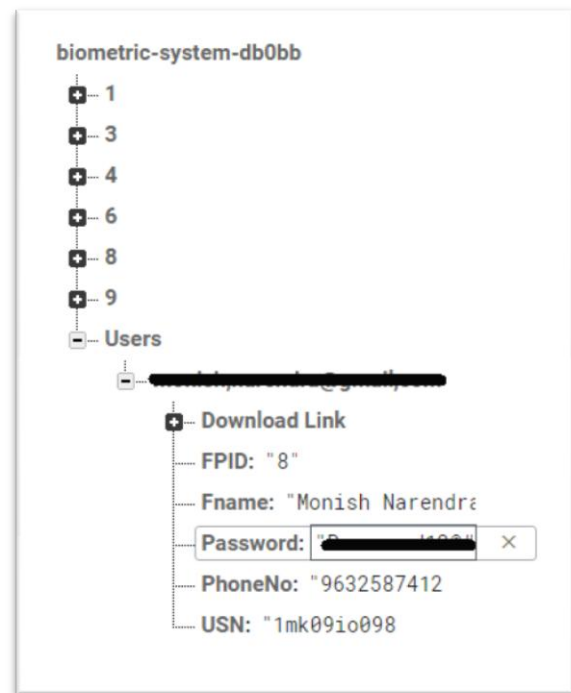 biometric-system-db0bb
1
3
4
6
8
9
Users
Download Link
FPID: "8"
Fname: "Monish Narendra
Password:
PhoneNo: "9632587412
USN: "1mk09io098